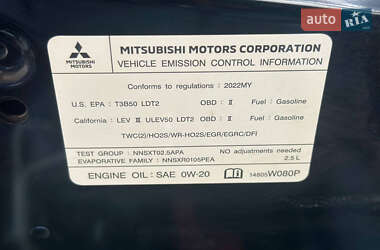 auto RIA
MITSUBISHI MOTORS
MITSUBISHI MOTORS CORPORATION
VEHICLE EMISSION CONTROL INFORMATION
Conforms to regulations : 2022MY
U.S. EPA : T3B50 LDT2 OBD : II Fuel : Gasoline
California : LEV III ULEV50 LDT2 OBD : II Fuel : Gasoline
TWC(2)/HO2S/WR-HO2S/EGR/EGRC/DFI
TEST GROUP : NNSXT02.5APA No adjustments needed
EVAPORATIVE FAMILY : NNSXR0105PEA 2.5 L
ENGINE OIL: SAE 0W-20 14805W080P